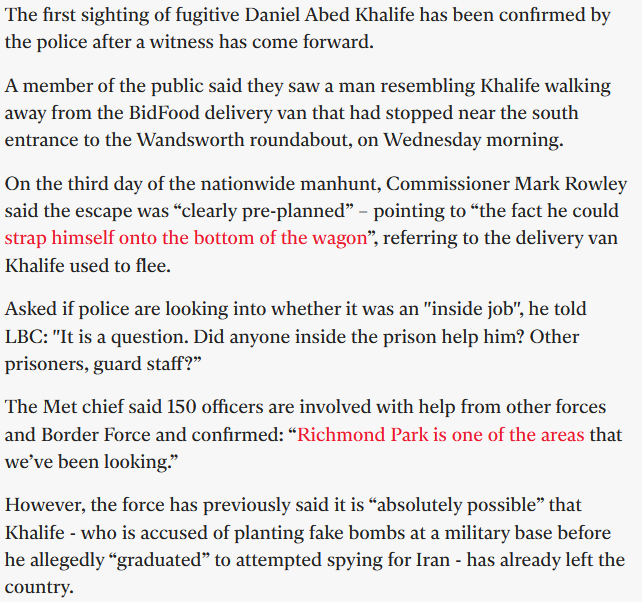 The first sighting of fugitive Daniel Abed Khalife has been confirmed by
the police after a witness has come forward.
A member of the public said they saw a man resembling Khalife walking
away from the BidFood delivery van that had stopped near the south
entrance to the Wandsworth roundabout, on Wednesday morning.
On the third day of the nationwide manhunt, Commissioner Mark Rowley
said the escape was “clearly pre-planned” – pointing to “the fact he could
strap himself onto the bottom of the wagon”, referring to the delivery van
Khalife used to flee.
Asked if police are looking into whether it was an "inside job", he told
LBC: "It is a question. Did anyone inside the prison help him? Other
prisoners, guard staff?”
The Met chief said 150 officers are involved with help from other forces
and Border Force and confirmed: “Richmond Park is one of the areas that
we’ve been looking.”
However, the force has previously said it is “absolutely possible” that
Khalife - who is accused of planting fake bombs at a military base before
he allegedly “graduated” to attempted spying for Iran - has already left the
country.